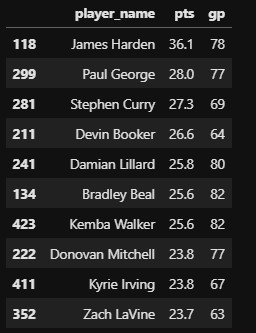 player_name pts gp
118 James Harden 36.1 78
299 Paul George 28.0 77
281 Stephen Curry 27.3 69
211 Devin Booker 26.6 64
241 Damian Lillard 25.8 80
134 Bradley Beal 25.6 82
423 Kemba Walker 25.6 82
222 Donovan Mitchell 23.8 77
411 Kyrie Irving 23.8 67
352 Zach LaVine 23.7 63